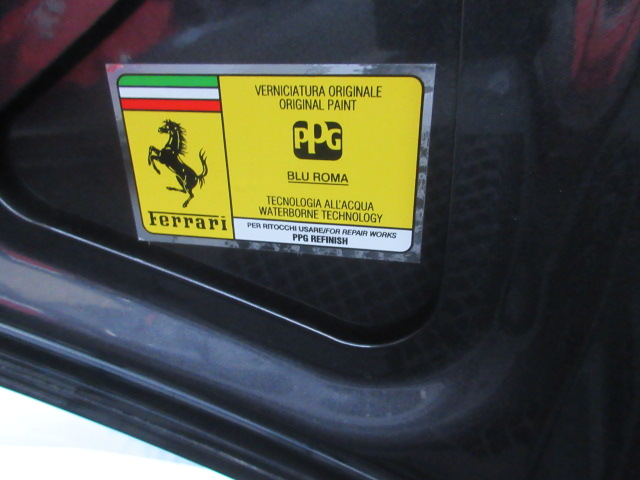 Ferrari
VERNICIATURA ORIGINALE
ORIGINAL PAINT
PPG
BLU ROMA
TECNOLOGIA ALL'ACQUA
WATERBORNE TECHNOLOGY
PER RITOCCHI USARE/FOR REPAIR WORKS
PPG REFINISH